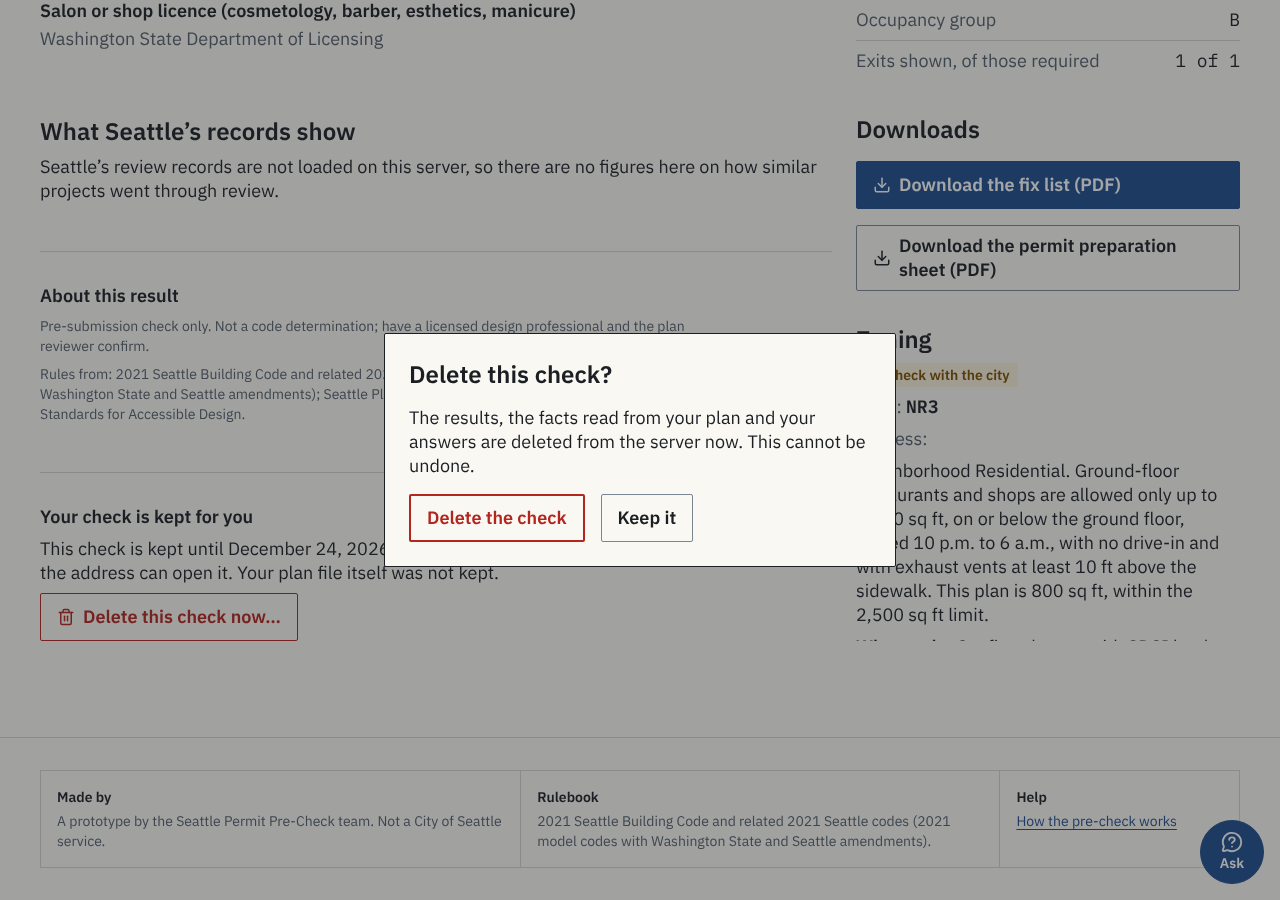 Salon or shop licence (cosmetology, barber, esthetics, manicure)
Washington State Department of Licensing
What Seattle’s records show
Seattle’s review records are not loaded on this server, so there are no figures here on how similar
projects went through review.
About this result
Pre-submission check only. Not a code determination; have a licensed design professional and the plan
reviewer confirm.
Rules from: 2021 Seattle Building Code and related
Washington State and Seattle amendments); Seattle
Standards for Accessible Design.
Your check is kept for you
This check is kept until December 24,
the address can open it. Your plan file itself was not kept.
Delete this check now…
Occupancy group B
Exits shown, of those required 1 of 1
Downloads
Download the fix list (PDF)
Download the permit preparation
sheet (PDF)
check with the city
NR3
Residential. Ground-floor
and shops are allowed only up to
sq ft, on or below the ground floor,
10 p.m. to 6 a.m., with no drive-in and
with exhaust vents at least 10 ft above the
sidewalk. This plan is 800 sq ft, within the
2,500 sq ft limit.
Delete this check?
The results, the facts read from your plan and your
answers are deleted from the server now. This cannot be
undone.
Delete the check
Keep it
Made by
A prototype by the Seattle Permit Pre-Check team. Not a City of Seattle
service.
Rulebook
2021 Seattle Building Code and related 2021 Seattle codes (2021
model codes with Washington State and Seattle amendments).
Help
How the pre-check works
Ask